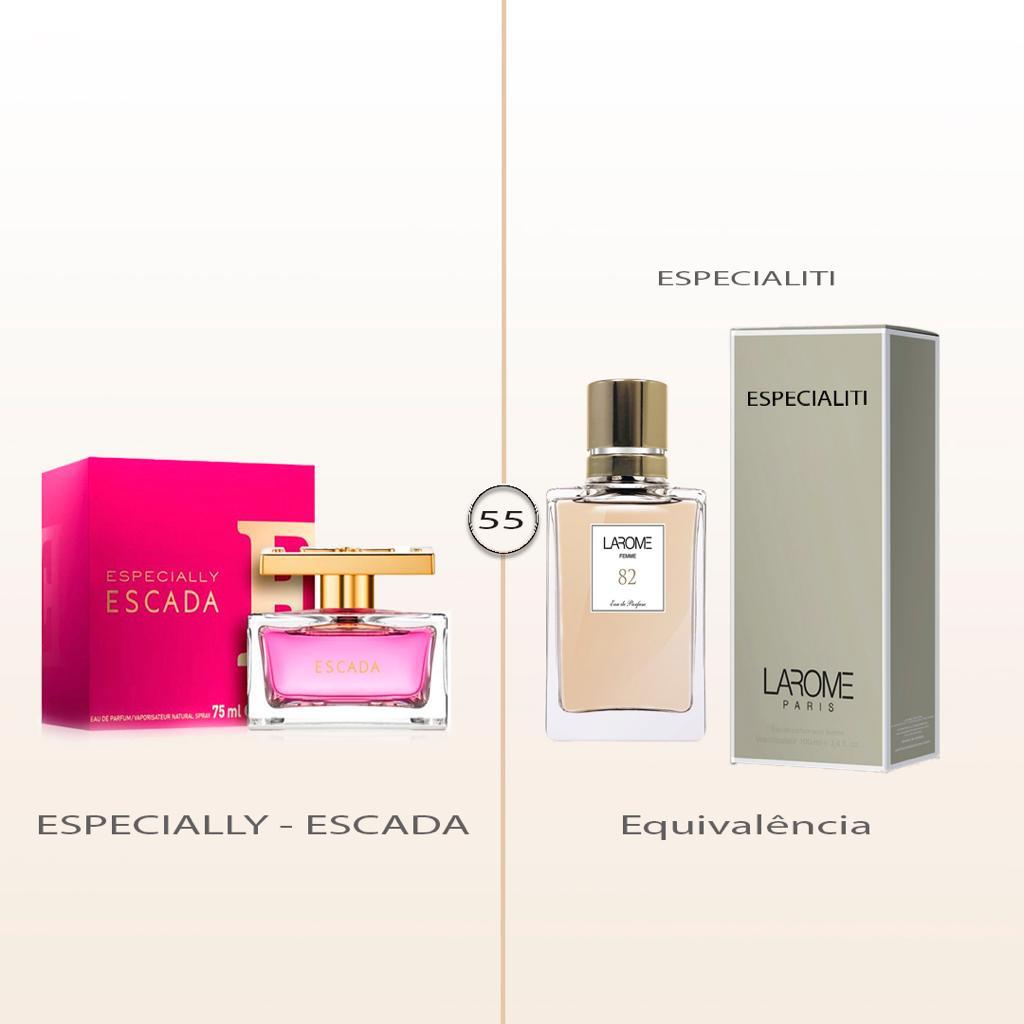 ESPECIALLY
ESCADA
EAU DE PARFUM/VAPORISATEUR NATURAL SPRAY 75 ml
ESCADA
ESPECIALLY - ESCADA
55
ESPECIALITI
LAROME
FEMME
82
Eau de Parfum
ESPECIALITI
LAROME
PARIS
Equivalência